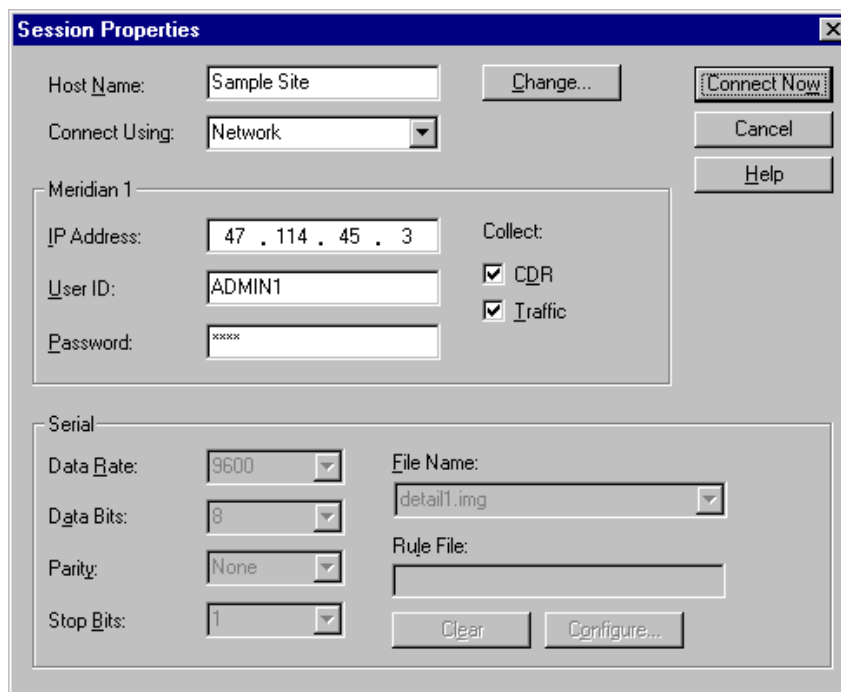 Session Properties
Host Name: Sample Site Change... Connect Now
Connect Using: Network Cancel
Help
Meridian 1
IP Address: 47 . 114 . 45 . 3 Collect:
User ID: ADMIN1 CDR
Traffic
Password: ****
Serial
Data Rate: 9600 File Name:
detail1.img
Data Bits: 8
Rule File:
Parity: None
Stop Bits: 1 Clear Configure...